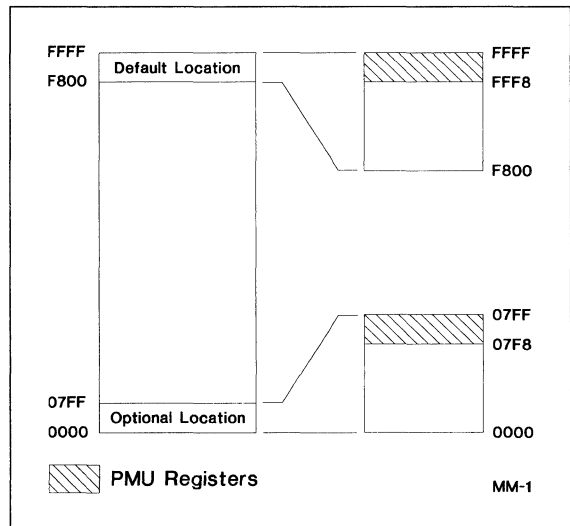 FFFF
Default Location
F800
07FF
Optional Location
0000
FFFF
FFF8
F800
07FF
07F8
0000
PMU Registers
MM-1